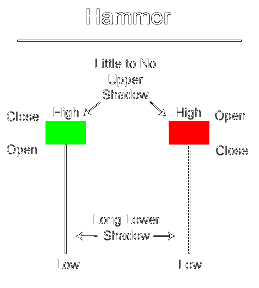 Hammer
Little to No
Upper
Shadow
Close High High Open
Open Close
Long Lower
Shadow
Low Low